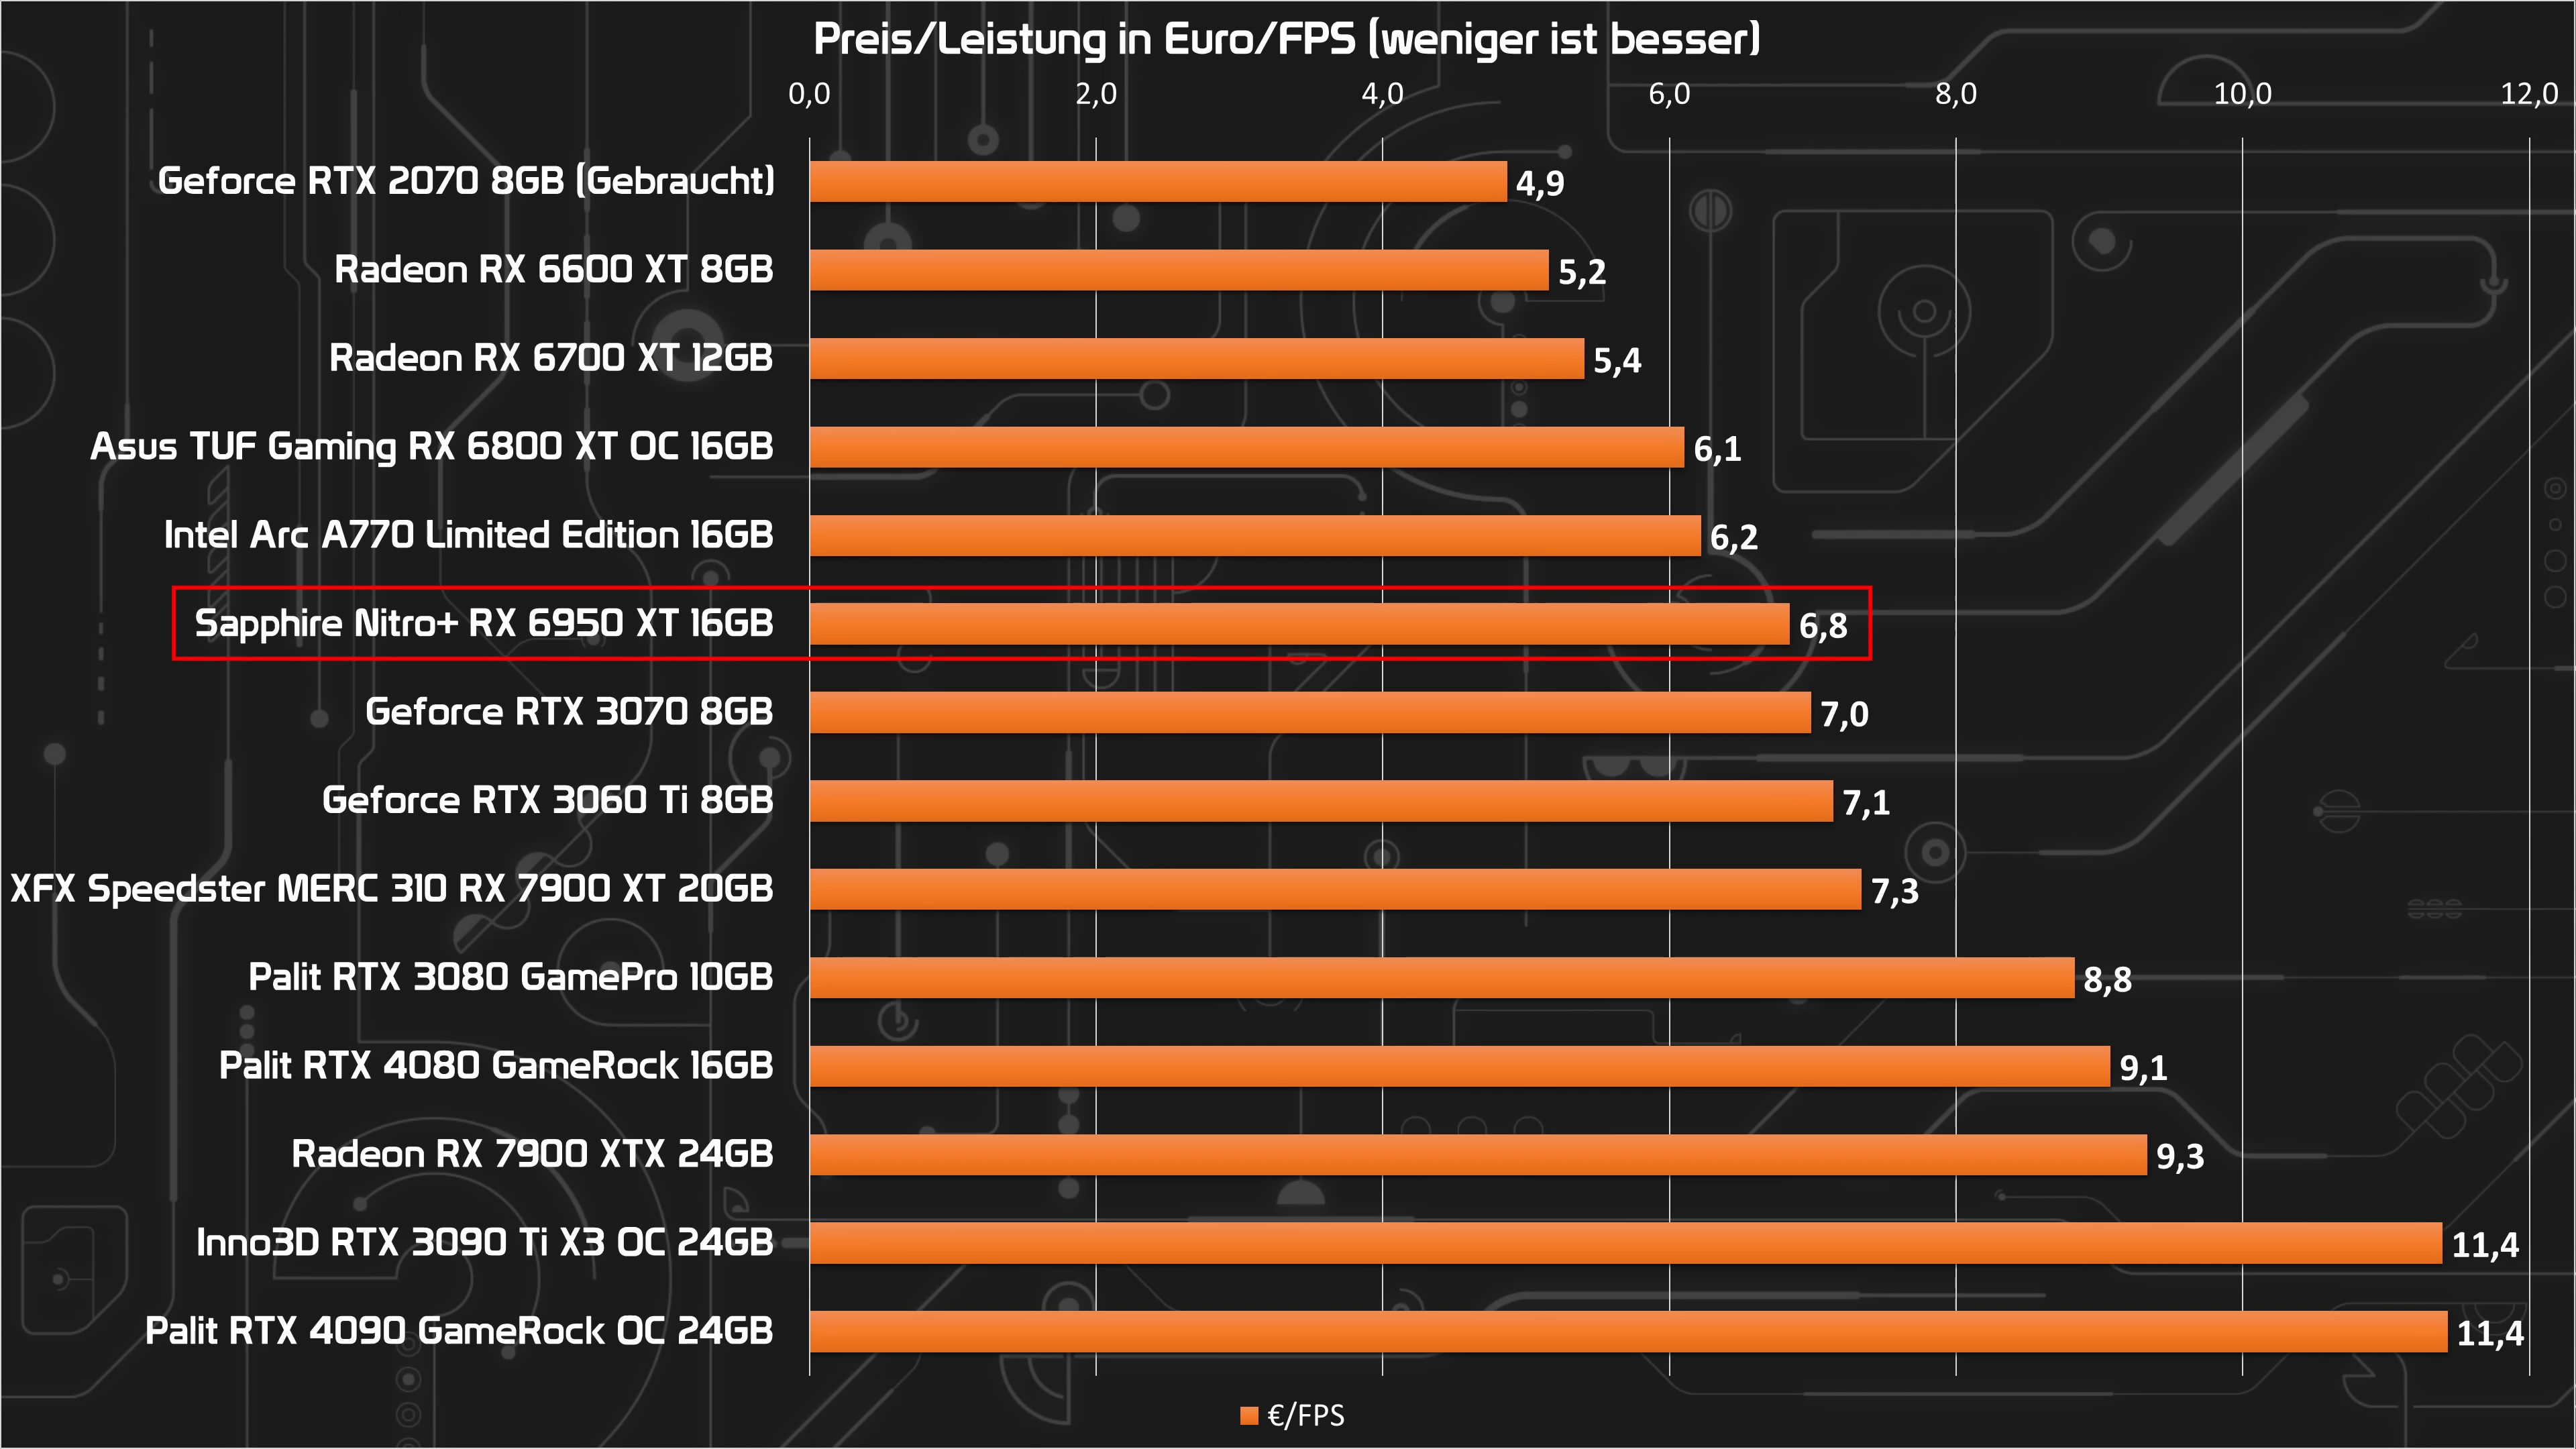 Preis/Leistung in Euro/FPS (weniger ist besser)
0,0 2,0 4,0 6,0 8,0 10,0 12,0
Geforce RTX 2070 8GB (Gebraucht) 4,9
Radeon RX 6600 XT 8GB 5,2
Radeon RX 6700 XT 12GB 5,4
Asus TUF Gaming RX 6800 XT OC 16GB 6,1
Intel Arc A770 Limited Edition 16GB 6,2
Sapphire Nitro+ RX 6950 XT 16GB 6,8
Geforce RTX 3070 8GB 7,0
Geforce RTX 3060 Ti 8GB 7,1
XFX Speedster MERC 310 RX 7900 XT 20GB 7,3
Palit RTX 3080 GamePro 10GB 8,8
Palit RTX 4080 GameRock 16GB 9,1
Radeon RX 7900 XTX 24GB 9,3
Inno3D RTX 3090 Ti X3 OC 24GB 11,4
Palit RTX 4090 GameRock OC 24GB 11,4
€/FPS